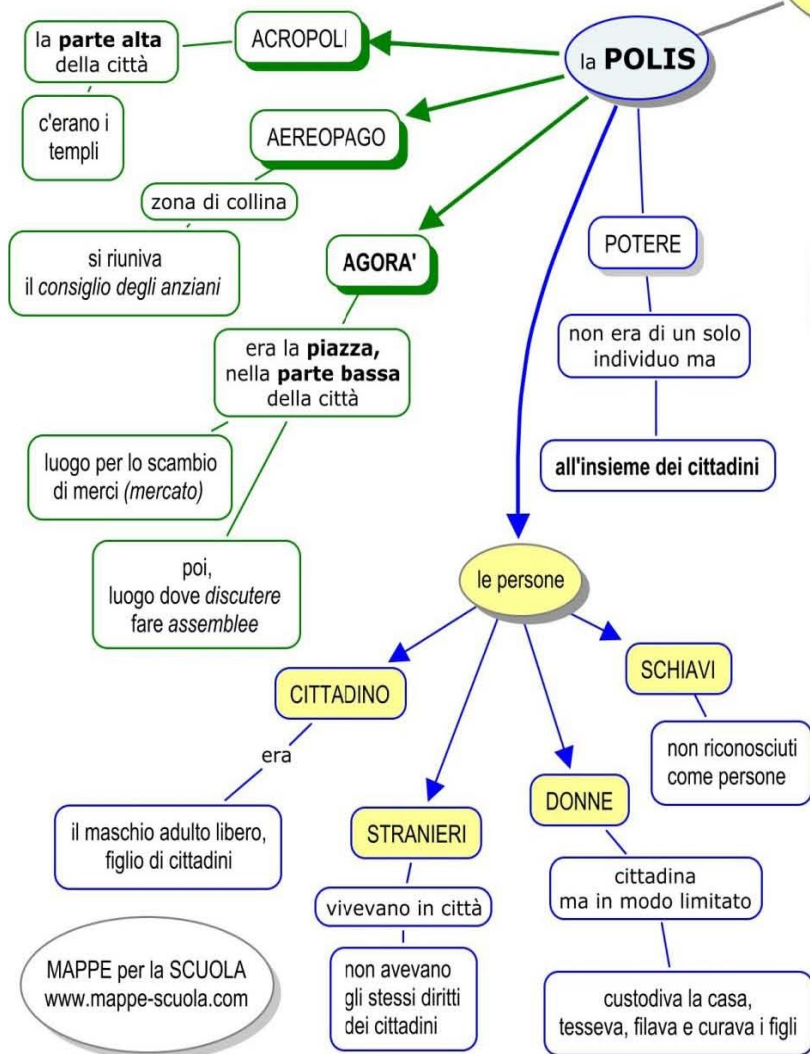 la POLIS
ACROPOLI
la parte alta
della città
c'erano i
templi
AEREOPAGO
zona di collina
si riuniva
il consiglio degli anziani
AGORA'
era la piazza,
nella parte bassa
della città
luogo per lo scambio
di merci (mercato)
poi,
luogo dove discutere
fare assemblee
POTERE
non era di un solo
individuo ma
all'insieme dei cittadini
le persone
CITTADINO
era
il maschio adulto libero,
figlio di cittadini
STRANIERI
vivevano in città
non avevano
gli stessi diritti
dei cittadini
DONNE
cittadina
ma in modo limitato
custodiva la casa,
tesseva, filava e curava i figli
SCHIAVI
non riconosciuti
come persone
MAPPE per la SCUOLA
www.mappe-scuola.com